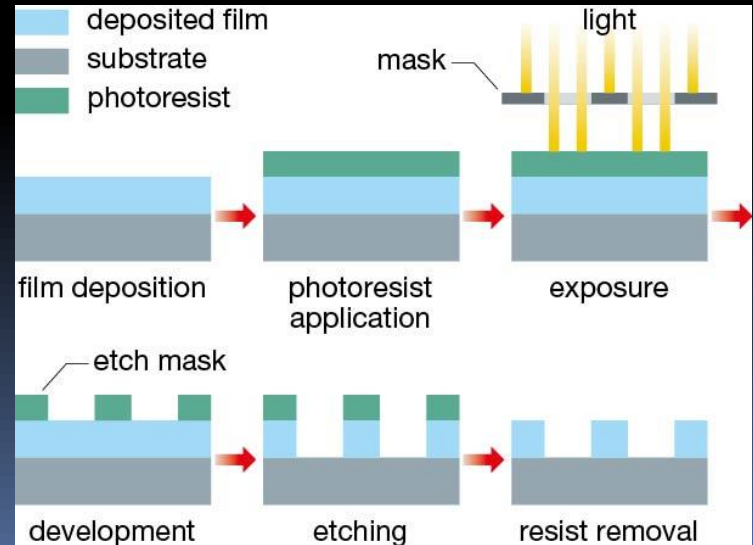 deposited film
substrate
photoresist
light
mask
film deposition
photoresist
application
exposure
etch mask
development
etching
resist removal